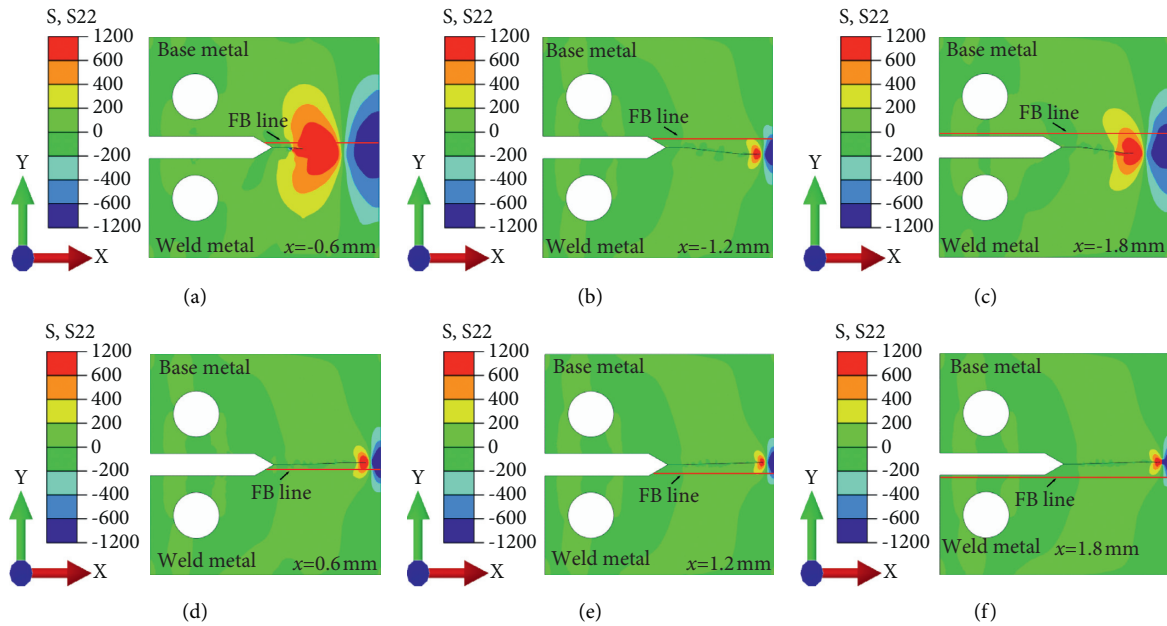 S, S22
1200
600
400
200
0
-200
-400
-600
-1200
Y
X
Base metal
FB line
Weld metal
x=-0.6 mm
(a)
S, S22
1200
600
400
200
0
-200
-400
-600
-1200
Y
X
Base metal
FB line
Weld metal
x=-1.2 mm
(b)
S, S22
1200
600
400
200
0
-200
-400
-600
-1200
Y
X
Base metal
FB line
Weld metal
x=-1.8 mm
(c)
S, S22
1200
600
400
200
0
-200
-400
-600
-1200
Y
X
Base metal
FB line
Weld metal
x=0.6 mm
(d)
S, S22
1200
600
400
200
0
-200
-400
-600
-1200
Y
X
Base metal
FB line
Weld metal
x=1.2 mm
(e)
S, S22
1200
600
400
200
0
-200
-400
-600
-1200
Y
X
Base metal
FB line
Weld metal
x=1.8 mm
(f)